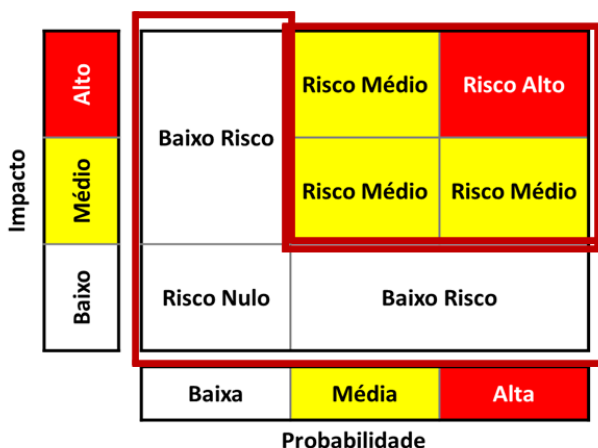 Impacto
Alto
Médio
Baixo
Baixo Risco
Risco Médio
Risco Alto
Risco Médio
Risco Médio
Risco Nulo
Baixo Risco
Baixa
Média
Alta
Probabilidade